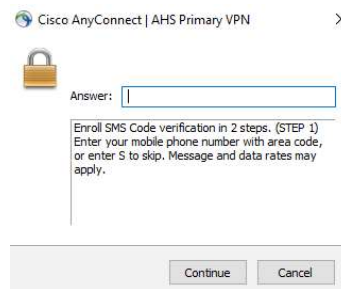 Cisco AnyConnect | AHS Primary VPN
Answer:
Enroll SMS Code verification in 2 steps. (STEP 1)
Enter your mobile phone number with area code,
or enter S to skip. Message and data rates may
apply.
Continue Cancel